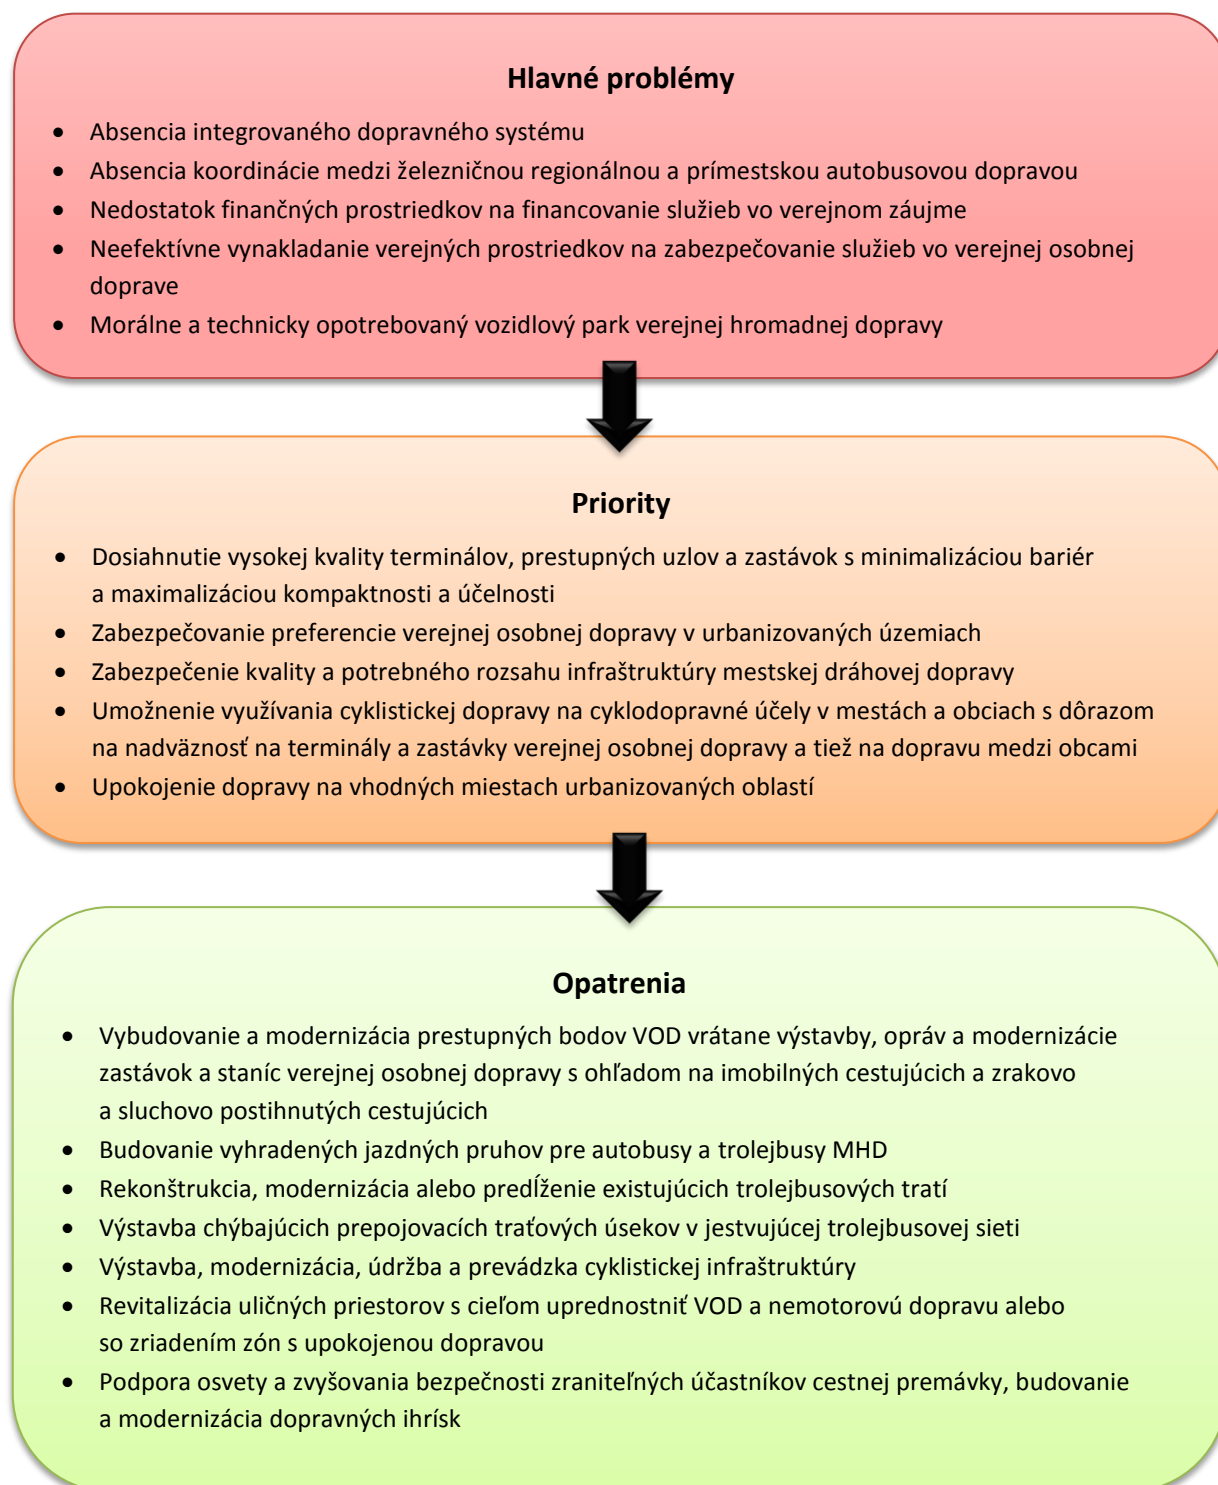 Hlavné problémy
• Absencia integrovaného dopravného systému
• Absencia koordinácie medzi železničnou regionálnou a prímestskou autobusovou dopravou
• Nedostatok finančných prostriedkov na financovanie služieb vo verejnom záujme
• Neefektívne vynakladanie verejných prostriedkov na zabezpečovanie služieb vo verejnej osobnej
doprave
• Morálne a technicky opotrebovaný vozidlový park verejnej hromadnej dopravy
Priority
• Dosiahnutie vysokej kvality terminálov, prestupných uzlov a zastávok s minimalizáciou bariér
a maximalizáciou kompaktnosti a účelnosti
• Zabezpečovanie preferencie verejnej osobnej dopravy v urbanizovaných územiach
• Zabezpečenie kvality a potrebného rozsahu infraštruktúry mestskej dráhovej dopravy
• Umožnenie využívania cyklistickej dopravy na cyklodopravné účely v mestách a obciach s dôrazom
na nadväznosť na terminály a zastávky verejnej osobnej dopravy a tiež na dopravu medzi obcami
• Upokojenie dopravy na vhodných miestach urbanizovaných oblastí
Opatrenia
• Vybudovanie a modernizácia prestupných bodov VOD vrátane výstavby, opráv a modernizácie
zastávok a staníc verejnej osobnej dopravy s ohľadom na imobilných cestujúcich a zrakovo
a sluchovo postihnutých cestujúcich
• Budovanie vyhradených jazdných pruhov pre autobusy a trolejbusy MHD
• Rekonštrukcia, modernizácia alebo predĺženie existujúcich trolejbusových tratí
• Výstavba chýbajúcich prepojovacích traťových úsekov v jestvujúcej trolejbusovej sieti
• Výstavba, modernizácia, údržba a prevádzka cyklistickej infraštruktúry
• Revitalizácia uličných priestorov s cieľom uprednostniť VOD a nemotorovú dopravu alebo
so zriadením zón s upokojenou dopravou
• Podpora osvety a zvyšovania bezpečnosti zraniteľných účastníkov cestnej premávky, budovanie
a modernizácia dopravných ihrísk